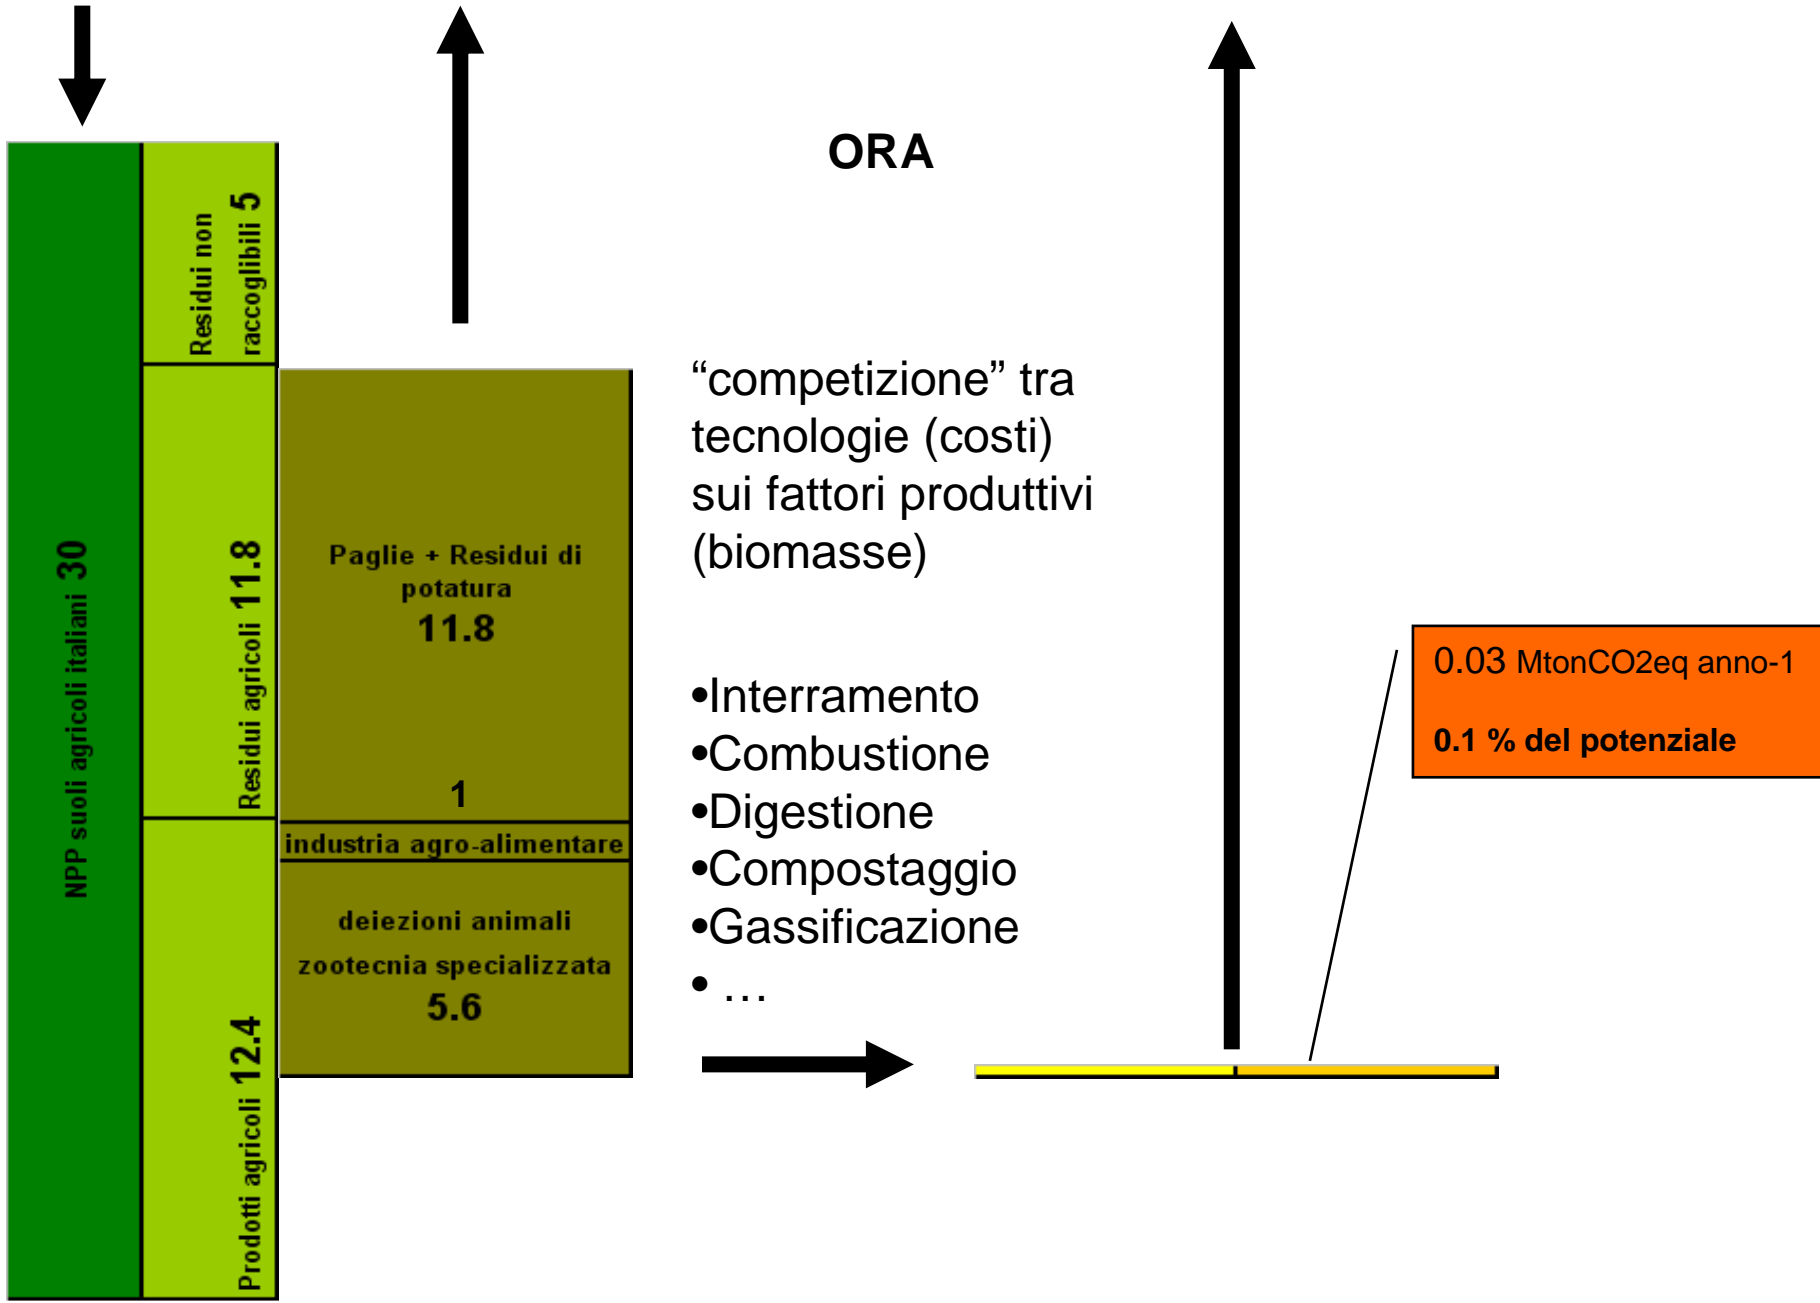 ORA
NPP suoli agricoli italiani 30
Residui non
raccoglibili 5
Residui agricoli 11.8
Prodotti agricoli 12.4
Paglie + Residui di
potatura
11.8
1
industria agro-alimentare
deiezioni animali
zootecnia specializzata
5.6
“competizione” tra
tecnologie (costi)
sui fattori produttivi
(biomasse)
•Interramento
•Combustione
•Digestione
•Compostaggio
•Gassificazione
• …
0.03 MtonCO2eq anno-1
0.1 % del potenziale